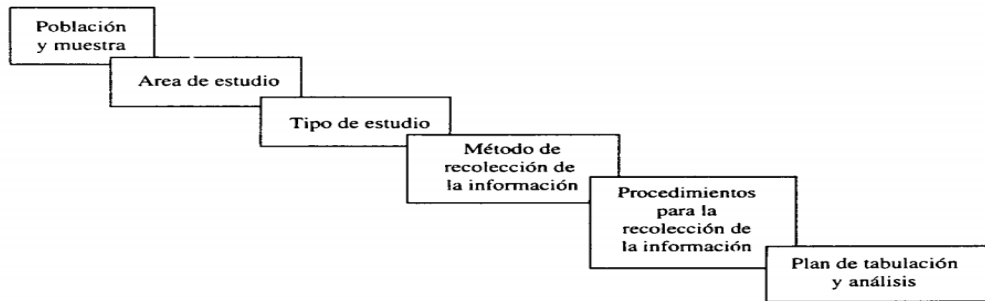 Población
y muestra
Area de estudio
Tipo de estudio
Método de
recolección de
la información
Procedimientos
para la
recolección de
la información
Plan de tabulación
y análisis